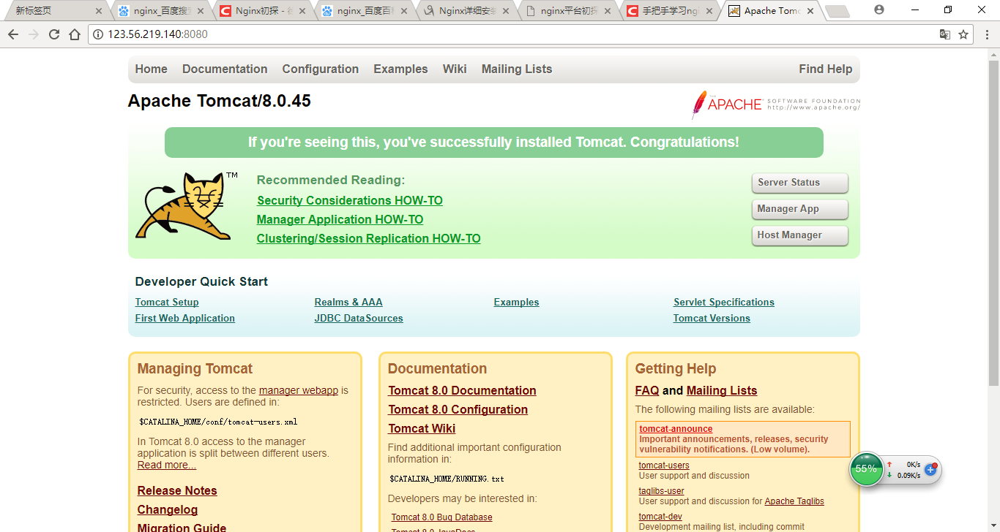 新标签页
nginx_百度搜
Nginx初探 -
nginx_百度百
Nginx详细安
nginx平台初探
手把手学习ng
Apache Tomc
123.56.219.140:8080
Home Documentation Configuration Examples Wiki Mailing Lists Find Help
Apache Tomcat/8.0.45
THE
APACHE SOFTWARE FOUNDATION
http://www.apache.org/
If you're seeing this, you've successfully installed Tomcat. Congratulations!
TM
Recommended Reading:
Security Considerations HOW-TO
Manager Application HOW-TO
Clustering/Session Replication HOW-TO
Server Status
Manager App
Host Manager
Developer Quick Start
Tomcat Setup Realms & AAA Examples Servlet Specifications
First Web Application JDBC DataSources Tomcat Versions
Managing Tomcat
For security, access to the manager webapp is
restricted. Users are defined in:
$CATALINA_HOME/conf/tomcat-users.xml
In Tomcat 8.0 access to the manager
application is split between different users.
Read more...
Release Notes
Changelog
Migration Guide
Documentation
Tomcat 8.0 Documentation
Tomcat 8.0 Configuration
Tomcat Wiki
Find additional important configuration
information in:
$CATALINA_HOME/RUNNING.txt
Developers may be interested in:
Tomcat 8.0 Bug Database
Tomcat 8.0 JavaDocs
Getting Help
FAQ and Mailing Lists
The following mailing lists are available:
tomcat-announce
Important announcements, releases, security
vulnerability notifications. (Low volume).
tomcat-users
User support and discussion
taglibs-user
User support and discussion for Apache Taglibs
tomcat-dev
Development mailing list, including commit
55%
0K/s
0.09K/s